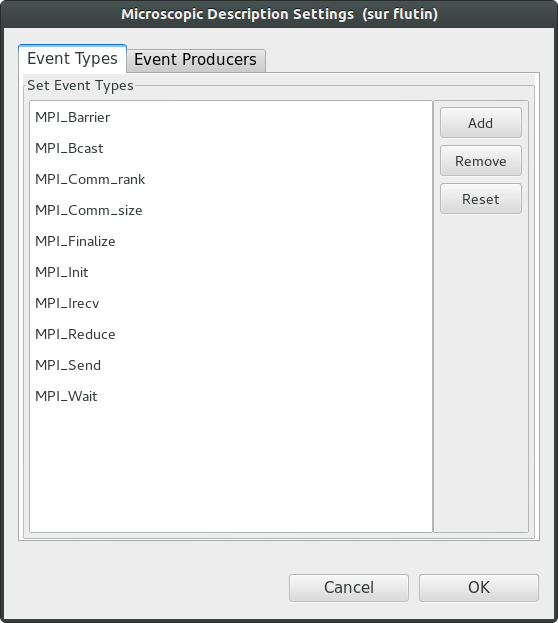 Microscopic Description Settings (sur flutin)
Event Types
Event Producers
Set Event Types
MPI_Barrier
MPI_Bcast
MPI_Comm_rank
MPI_Comm_size
MPI_Finalize
MPI_Init
MPI_Irecv
MPI_Reduce
MPI_Send
MPI_Wait
Add
Remove
Reset
Cancel
OK